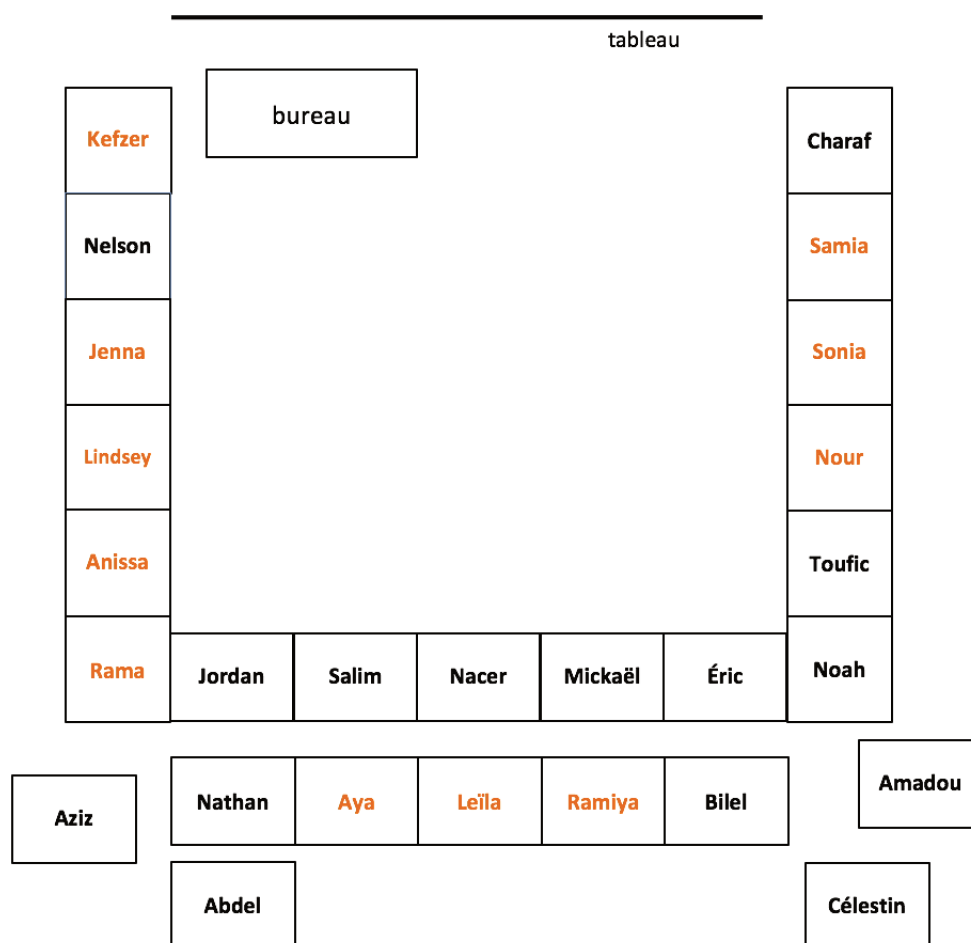 tableau
bureau
Kefzer
Charaf
Nelson
Samia
Jenna
Sonia
Lindsey
Nour
Anissa
Toufic
Rama
Jordan
Salim
Nacer
Mickaël
Éric
Noah
Aziz
Nathan
Aya
Leïla
Ramiya
Bilel
Amadou
Abdel
Célestin